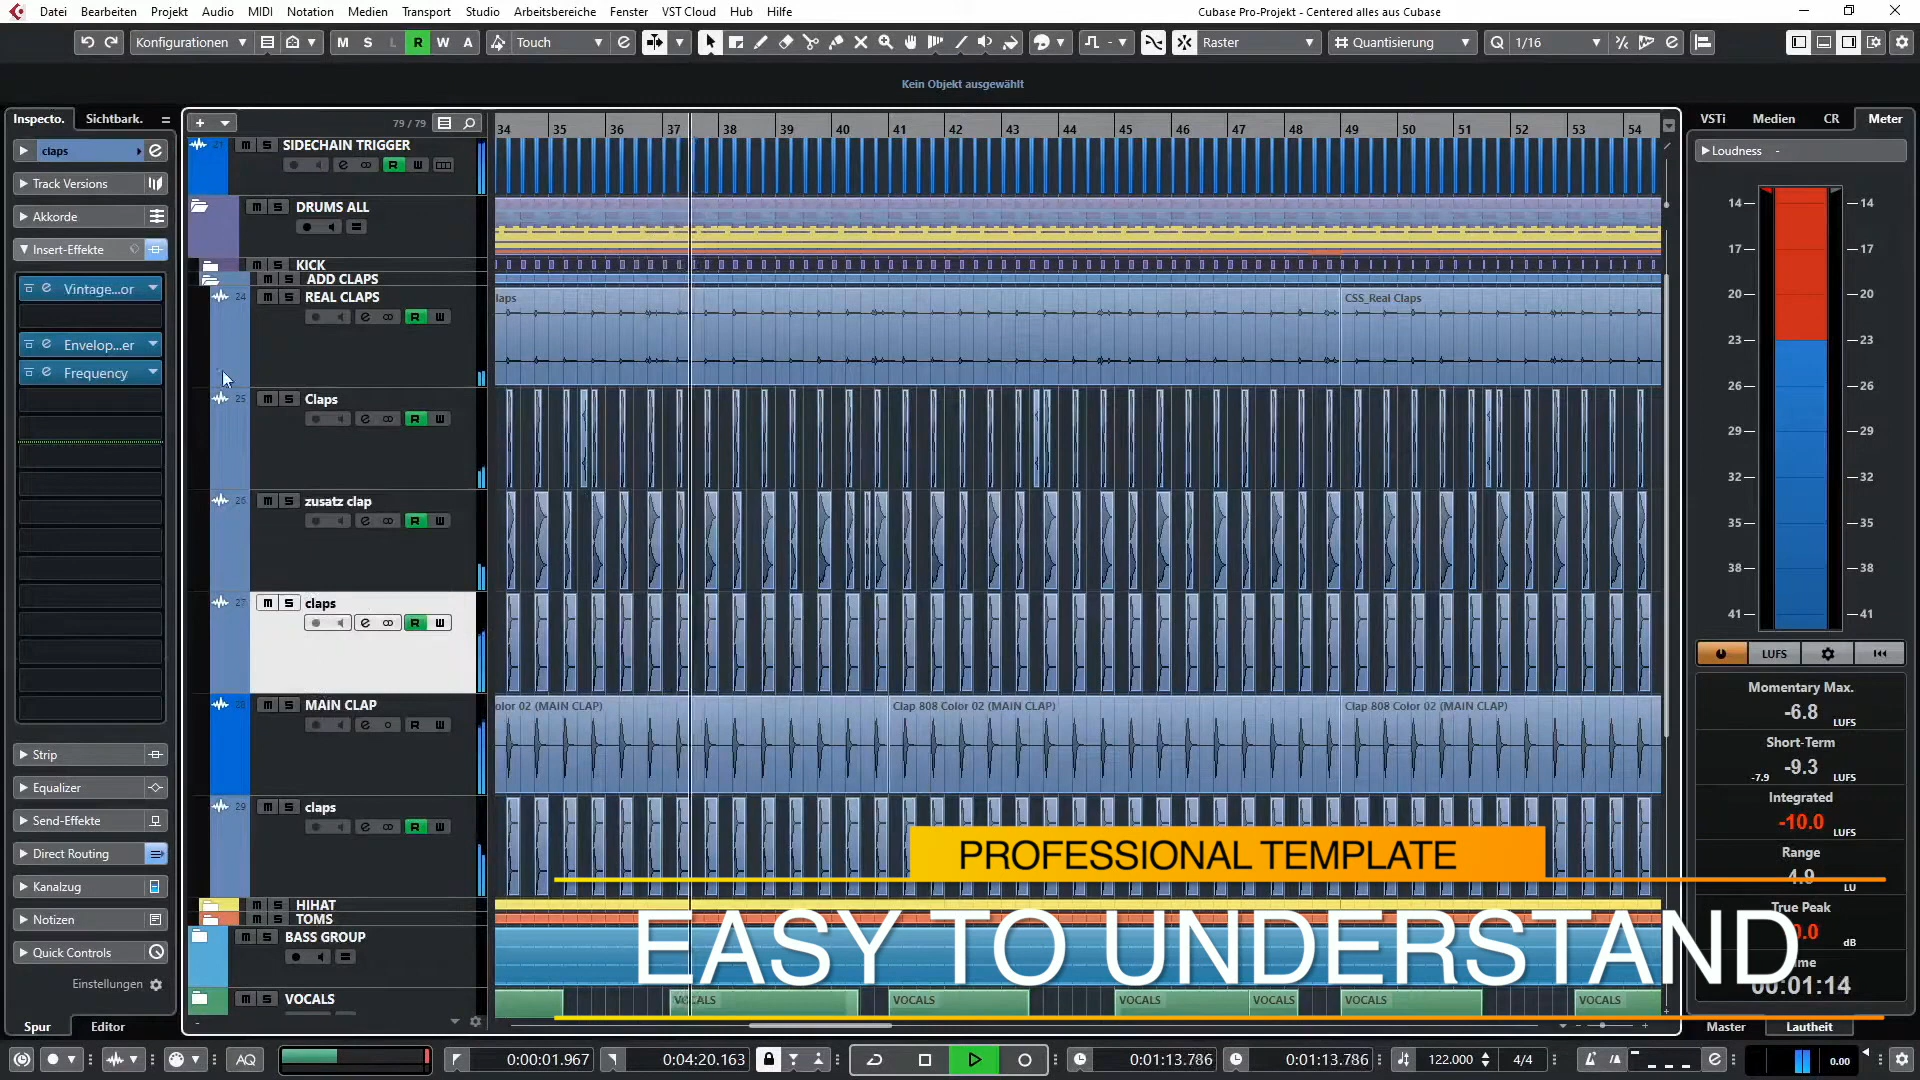 Datei Bearbeiten Projekt Audio MIDI Notation Medien Transport Studio Arbeitsbereiche Fenster VST Cloud Hub Hilfe
Cubase Pro-Projekt - Centered alles aus Cubase
Konfigurationen M S L R W A Touch Raster Quantisierung Q 1/16
Kein Objekt ausgewählt
Inspecto. Sichtbark. 79 / 79
VSTi Medien CR Meter
34 35 36 37 38 39 40 41 42 43 44 45 46 47 48 49 50 51 52 53 54
claps
Track Versions
Akkorde
Insert-Effekte
Vintage...or
Envelop...er
Frequency
Strip
Equalizer
Send-Effekte
Direct Routing
Kanalzug
Notizen
Quick Controls
Einstellungen
Spur Editor
21 M S SIDECHAIN TRIGGER
R W
M S DRUMS ALL
M S KICK
M S ADD CLAPS
24 M S REAL CLAPS
R W
laps CSS_Real Claps
25 M S Claps
R W
26 M S zusatz clap
R W
27 M S claps
R W
28 M S MAIN CLAP
R W
olor 02 (MAIN CLAP) Clap 808 Color 02 (MAIN CLAP) Clap 808 Color 02 (MAIN CLAP)
29 M S claps
R W
M S HIHAT
M S TOMS
M S BASS GROUP
M S VOCALS
VOCALS VOCALS VOCALS VOCALS VOCALS VOCALS
PROFESSIONAL TEMPLATE
EASY TO UNDERSTAND
Loudness -
14 14
17 17
20 20
23 23
26 26
29 29
32 32
35 35
38 38
41 41
LUFS
Momentary Max.
-6.8 LUFS
Short-Term
-7.9 -9.3 LUFS
Integrated
-10.0 LUFS
Range
4.9 LU
True Peak
0.0 dB
00:01:14
Master Lautheit
AQ 0:00:01.967 0:04:20.163 0:01:13.786 0:01:13.786 122.000 4/4 0.00